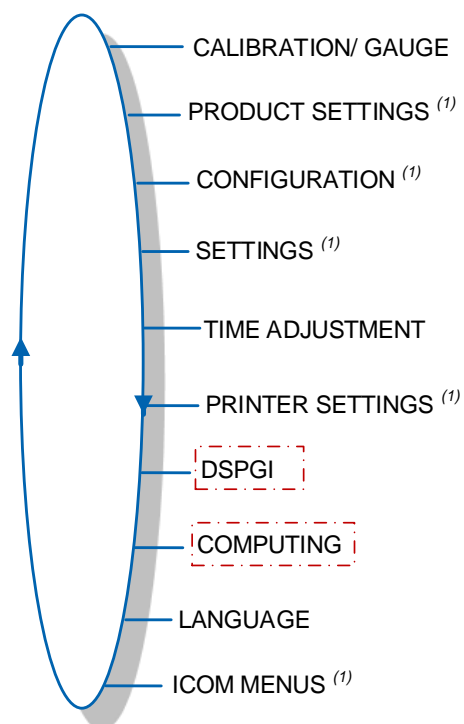 CALIBRATION/ GAUGE
PRODUCT SETTINGS (1)
CONFIGURATION (1)
SETTINGS (1)
TIME ADJUSTMENT
PRINTER SETTINGS (1)
DSPGI
COMPUTING
LANGUAGE
ICOM MENUS (1)